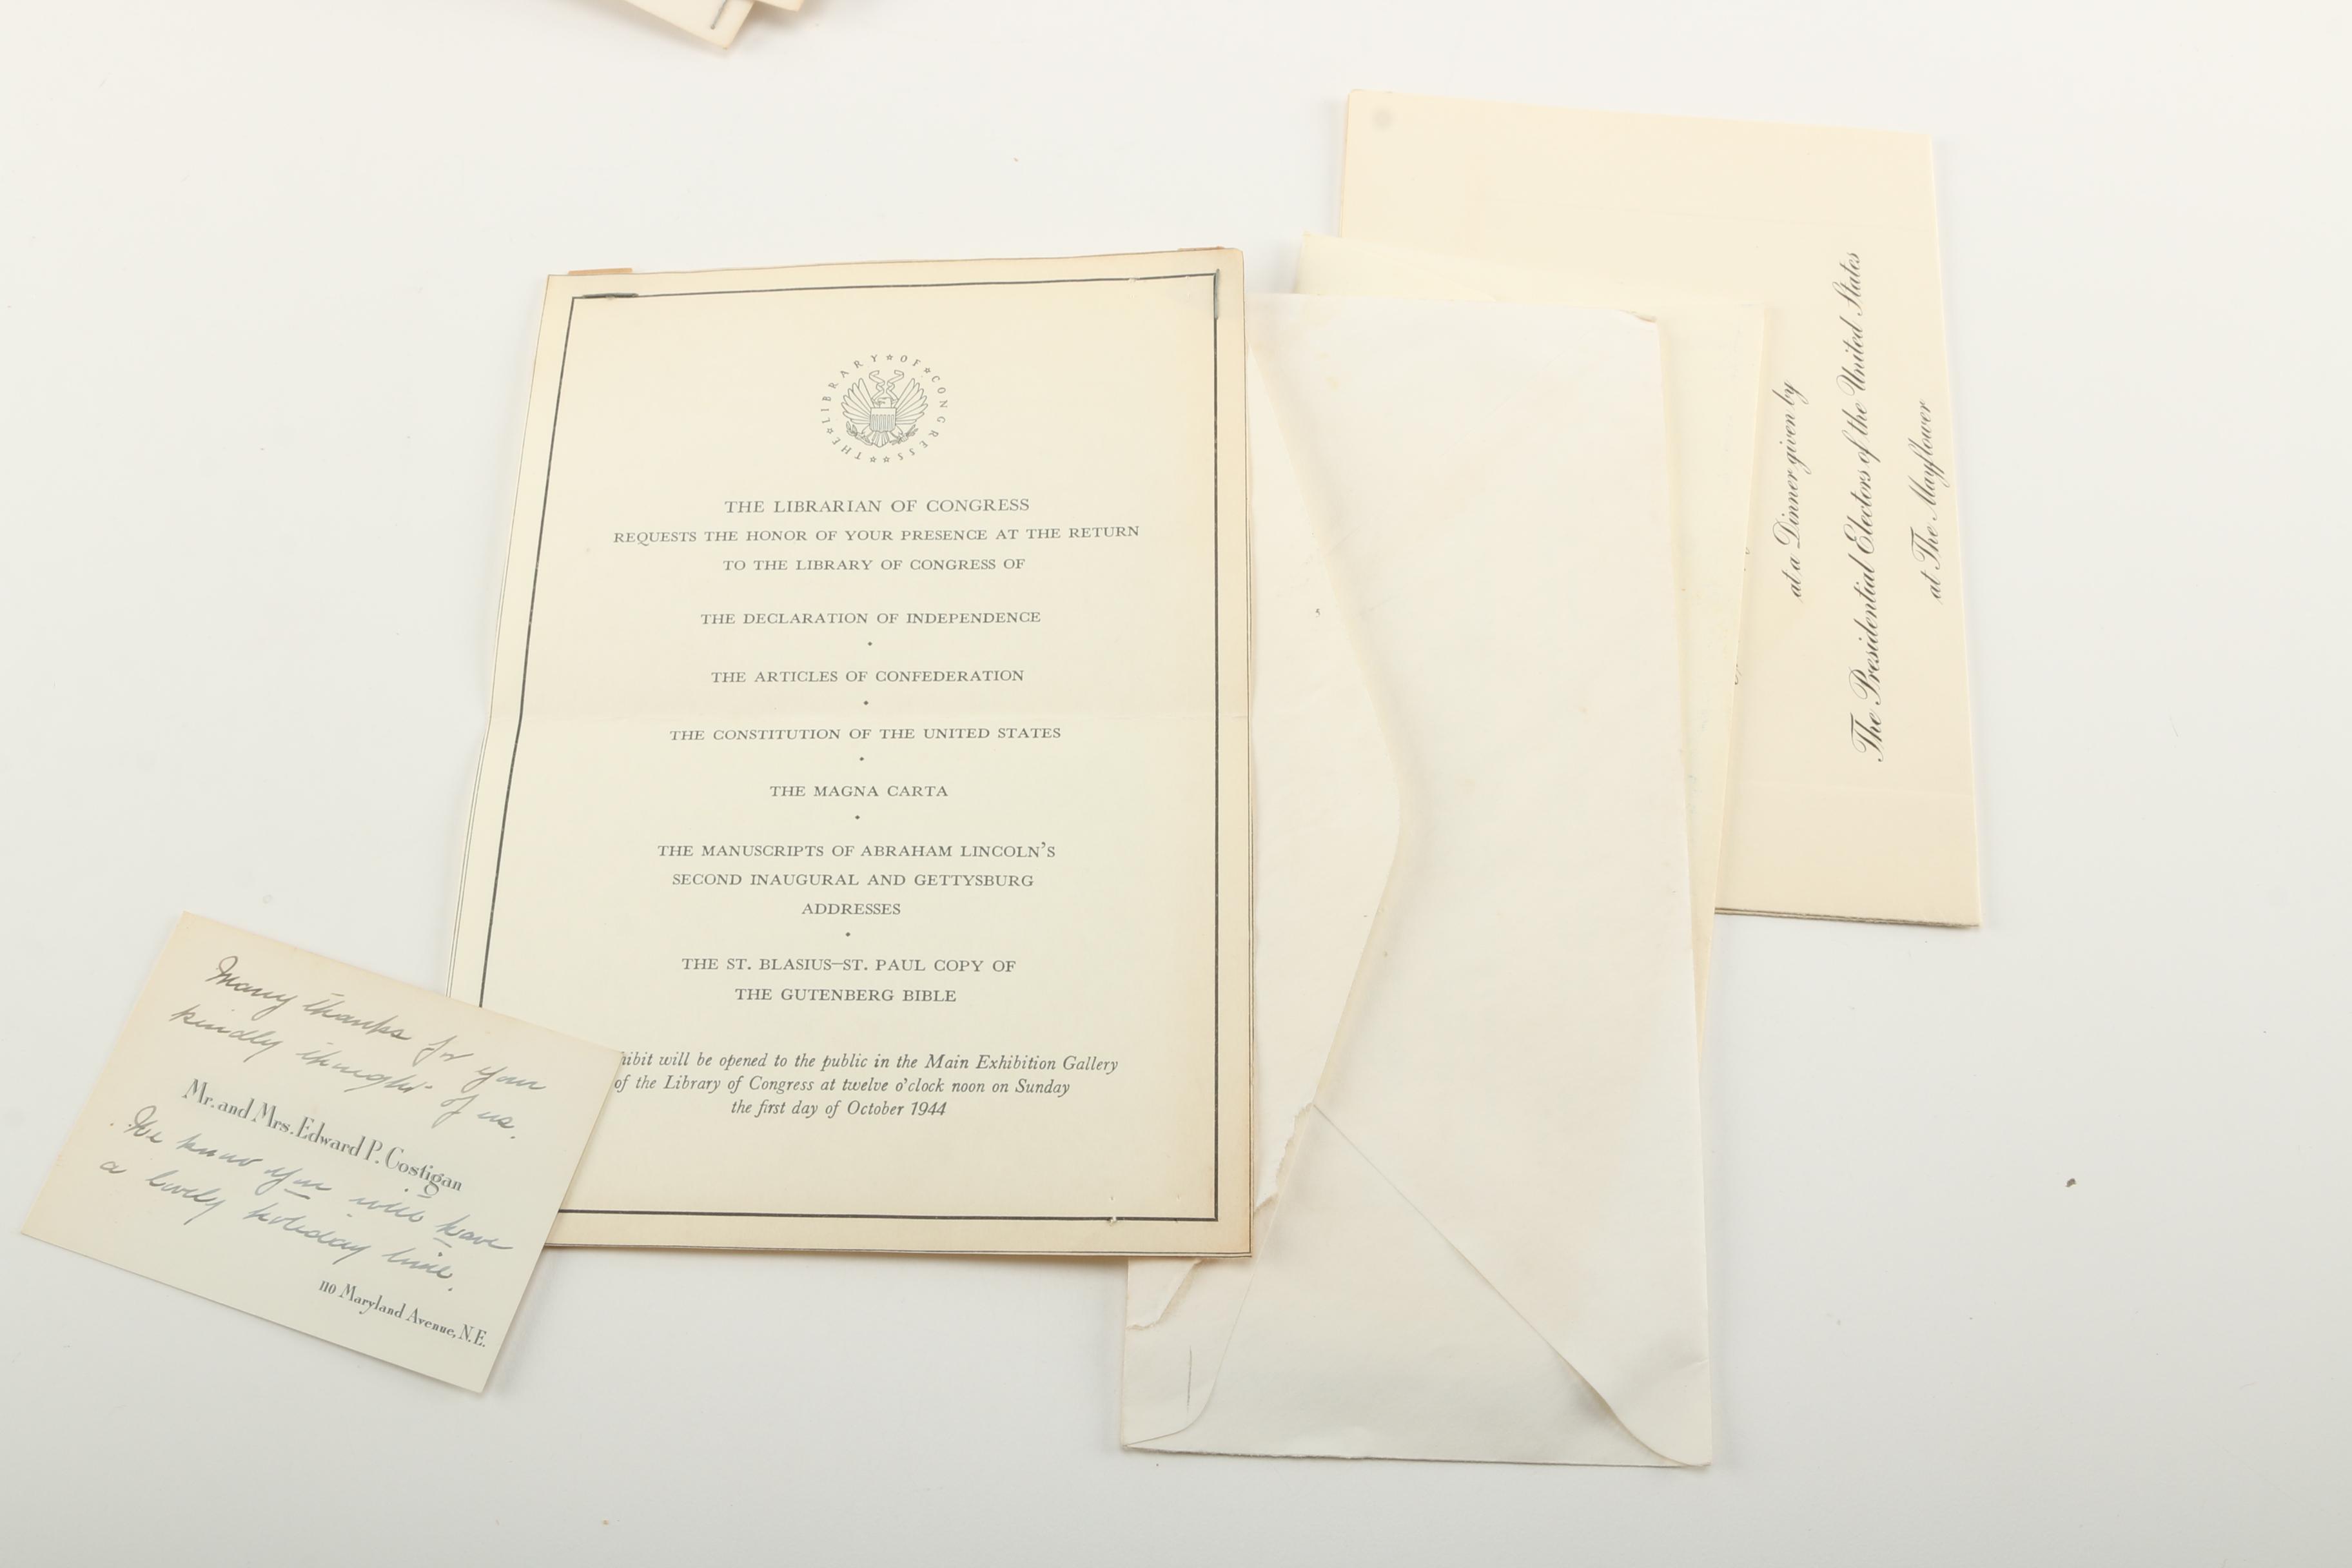 THE ★ LIBRARY ★ OF ★ CONGRESS ★ ★
THE LIBRARIAN OF CONGRESS
REQUESTS THE HONOR OF YOUR PRESENCE AT THE RETURN
TO THE LIBRARY OF CONGRESS OF
THE DECLARATION OF INDEPENDENCE
•
THE ARTICLES OF CONFEDERATION
•
THE CONSTITUTION OF THE UNITED STATES
•
THE MAGNA CARTA
•
THE MANUSCRIPTS OF ABRAHAM LINCOLN'S
SECOND INAUGURAL AND GETTYSBURG
ADDRESSES
•
THE ST. BLASIUS—ST. PAUL COPY OF
THE GUTENBERG BIBLE
hibit will be opened to the public in the Main Exhibition Gallery
of the Library of Congress at twelve o'clock noon on Sunday
the first day of October 1944
Many thanks for your
kindly thought of us.
Mr. and Mrs. Edward P. Costigan
We know you will have
a lovely holiday time.
110 Maryland Avenue, N.E.
at a Dinner given by
The Presidential Electors of the United States
at The Mayflower